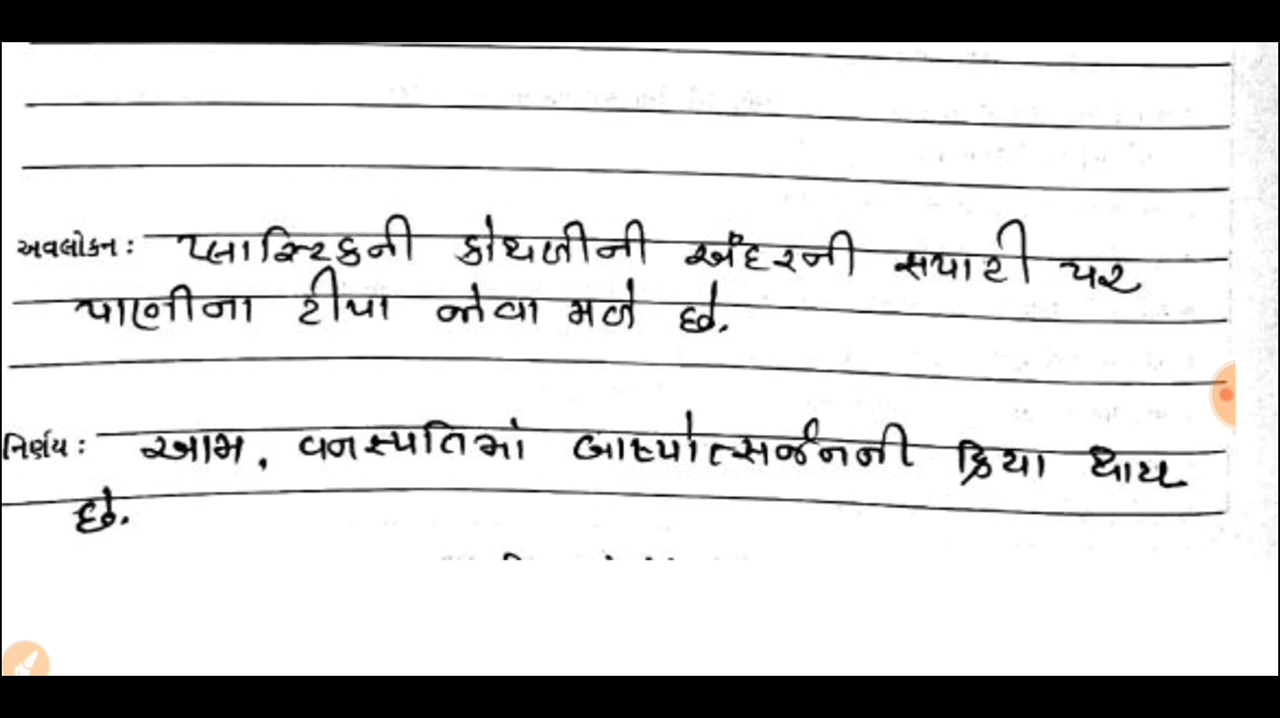 અવલોકન: પ્લાસ્ટિકની કોથળીની અંદરની સપાટી પર
પાણીના ટીપા જોવા મળે છે.
નિર્ણય: આમ, વનસ્પતિમાં બાષ્પોત્સર્જનની ક્રિયા થાય
છે.